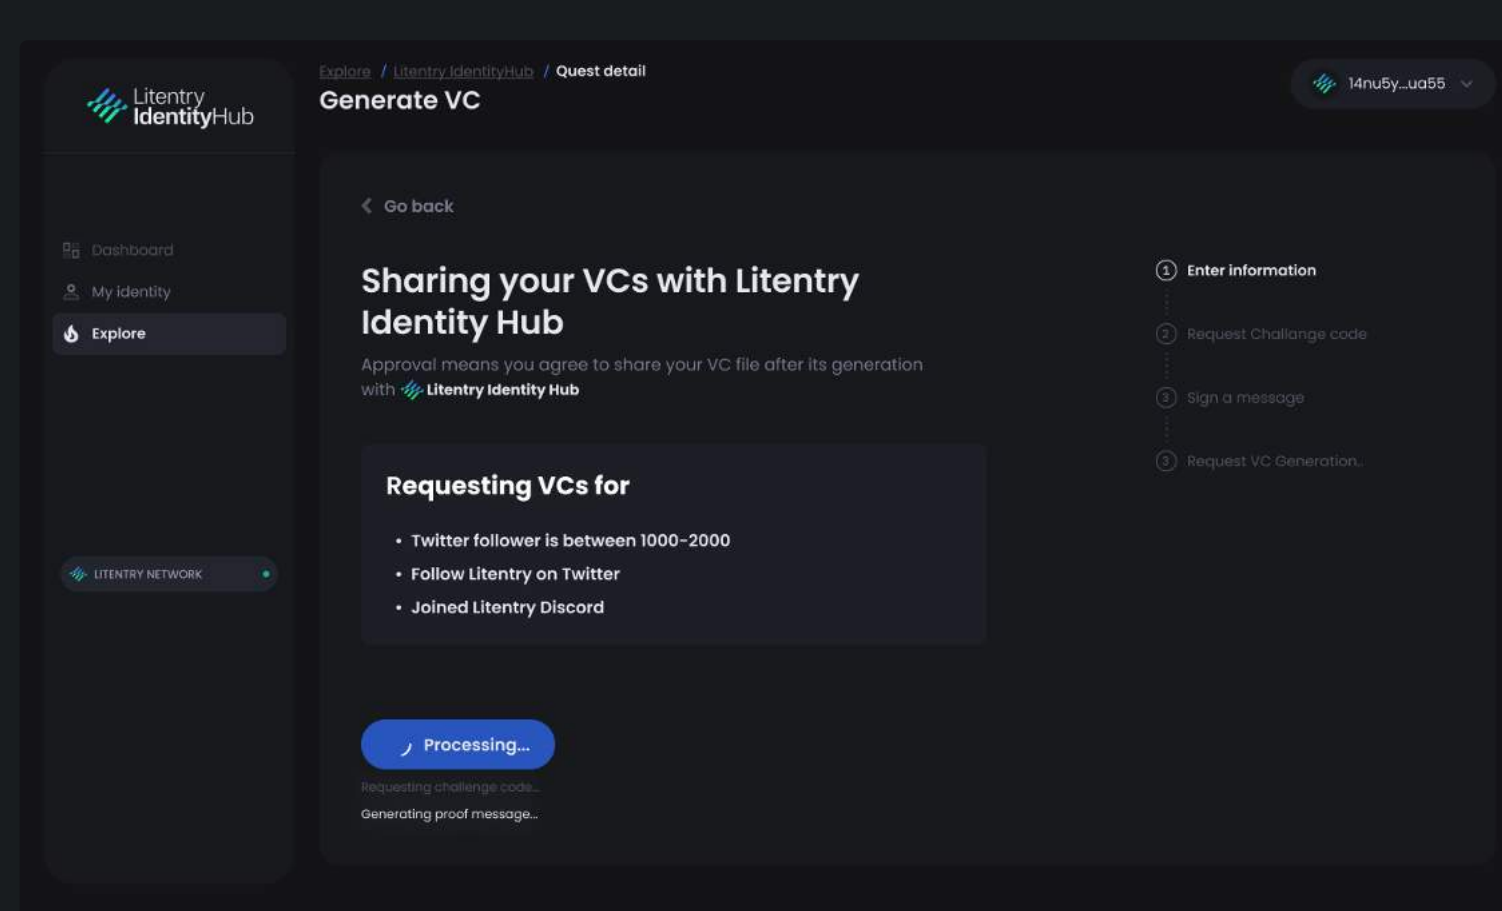 Explore / Litentry IdentityHub / Quest detail
Generate VC
14nu5y...ua55
Litentry
IdentityHub
Dashboard
My identity
Explore
LITENTRY NETWORK
Go back
Sharing your VCs with Litentry
Identity Hub
Approval means you agree to share your VC file after its generation
with Litentry Identity Hub
Requesting VCs for
• Twitter follower is between 1000-2000
• Follow Litentry on Twitter
• Joined Litentry Discord
Processing...
Requesting challenge code...
Generating proof message...
1 Enter information
2 Request Challange code
3 Sign a message
3 Request VC Generation..